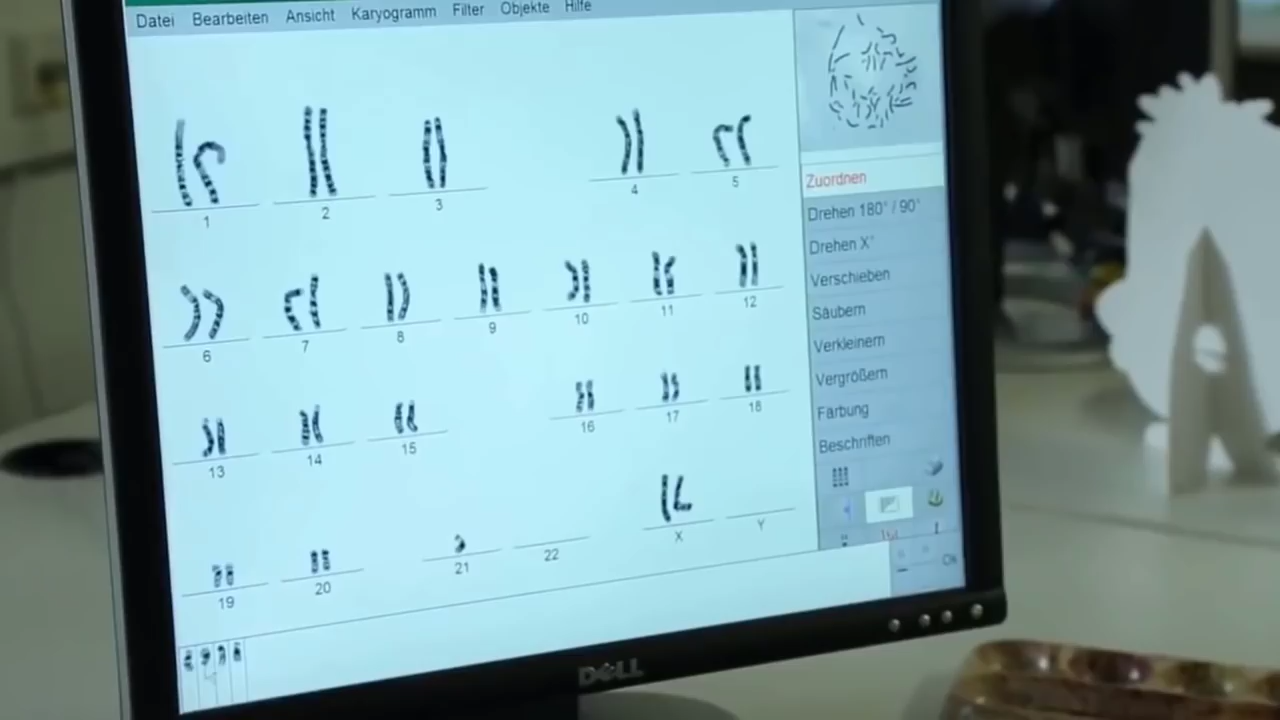 Datei Bearbeiten Ansicht Karyogramm Filter Objekte Hilfe
1 2 3 4 5
6 7 8 9 10 11 12
13 14 15 16 17 18
19 20 21 22 X Y
Zuordnen
Drehen 180° / 90°
Drehen X°
Verschieben
Säubern
Verkleinern
Vergrößern
Färbung
Beschriften
Ok
DELL